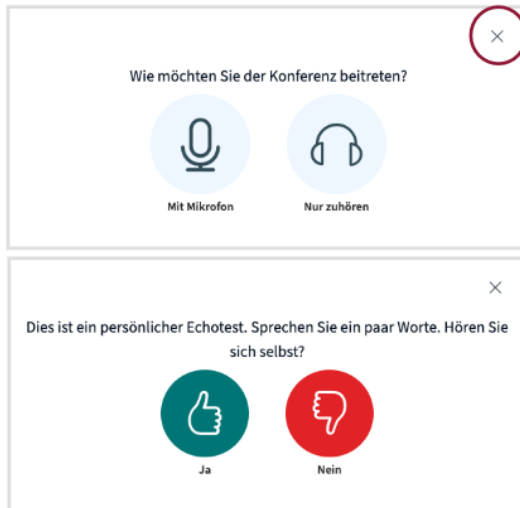 Wie möchten Sie der Konferenz beitreten?
Mit Mikrofon
Nur zuhören
Dies ist ein persönlicher Echotest. Sprechen Sie ein paar Worte. Hören Sie
sich selbst?
Ja
Nein